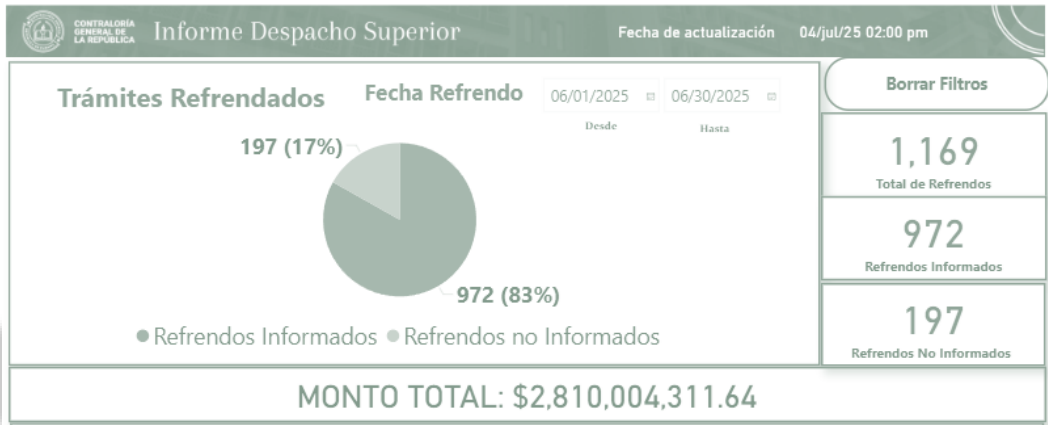 CONTRALORÍA
GENERAL DE
LA REPÚBLICA
Informe Despacho Superior
Fecha de actualización 04/jul/25 02:00 pm
Trámites Refrendados
Fecha Refrendo
06/01/2025 06/30/2025
Desde Hasta
Borrar Filtros
197 (17%)
972 (83%)
Refrendos Informados Refrendos no Informados
1,169
Total de Refrendos
972
Refrendos Informados
197
Refrendos No Informados
MONTO TOTAL: $2,810,004,311.64